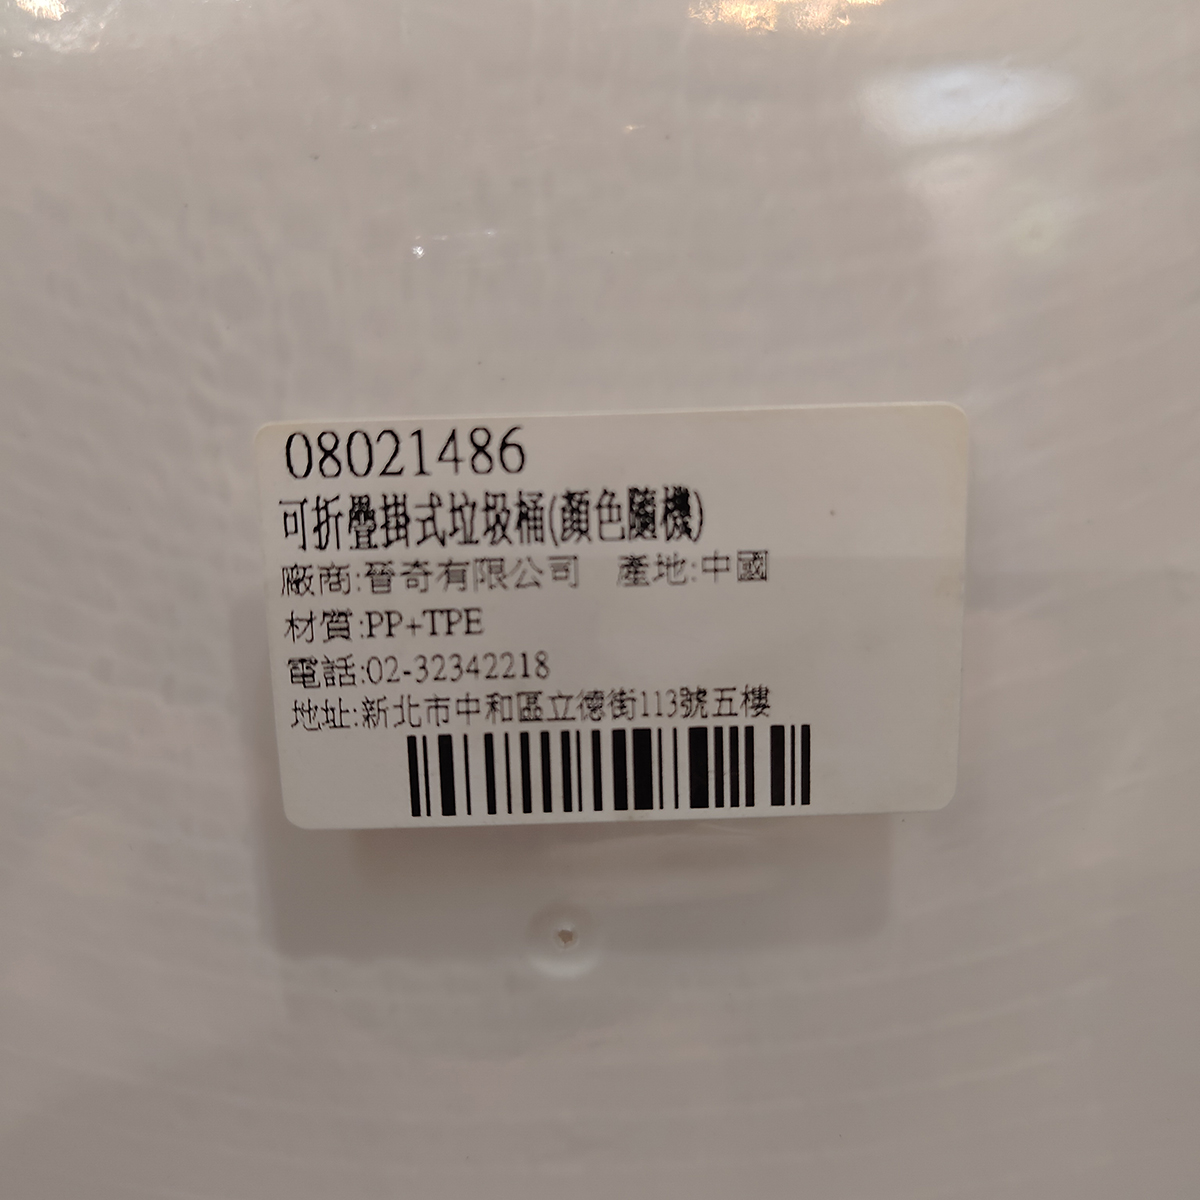 08021486
可折疊掛式垃圾桶(顏色隨機)
廠商:晉奇有限公司 產地:中國
材質:PP+TPE
電話:02-32342218
地址:新北市中和區立德街113號五樓